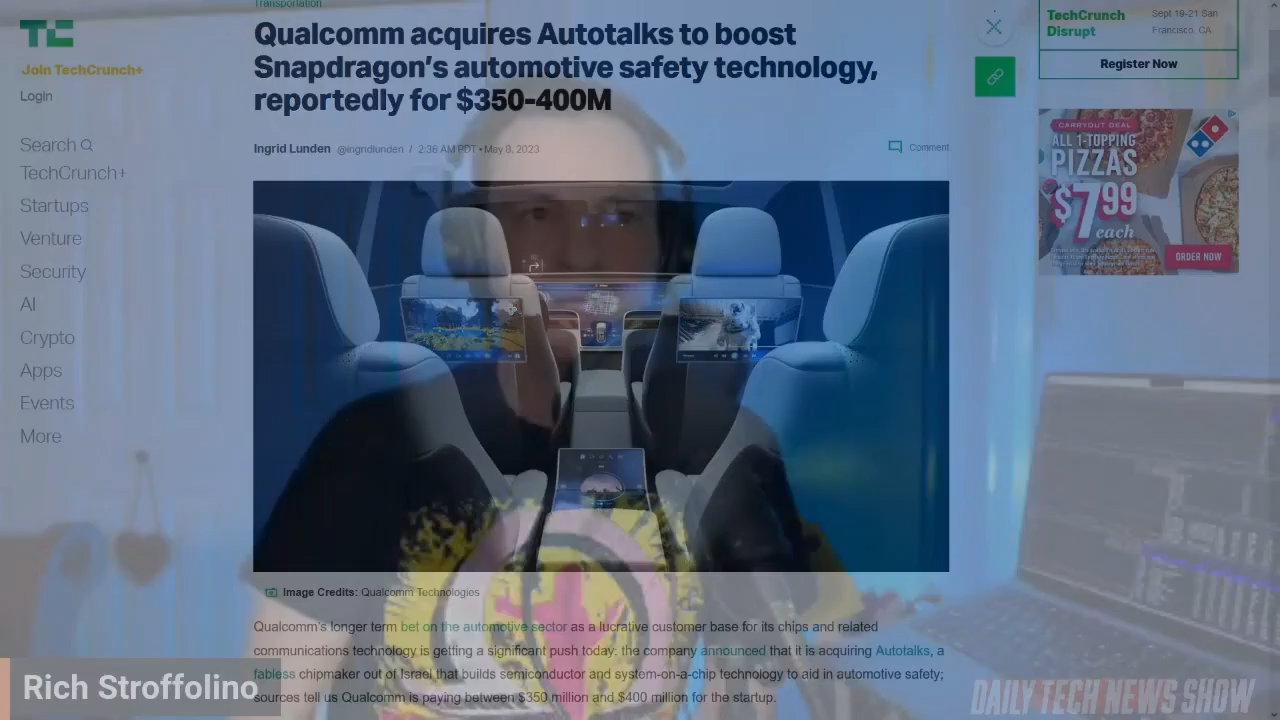 Transportation
Qualcomm acquires Autotalks to boost
Snapdragon's automotive safety technology,
reportedly for $350-400M
Ingrid Lunden @ingridlunden / 2:36 AM PDT • May 8, 2023
Comment
TC
Join TechCrunch+
Login
Search
TechCrunch+
Startups
Venture
Security
AI
Crypto
Apps
Events
More
TechCrunch
Disrupt
Sept 19-21 San
Francisco, CA
Register Now
CARRYOUT DEAL
ALL 1-TOPPING
PIZZAS
$7.99
each
ORDER NOW
Image Credits: Qualcomm Technologies
Qualcomm's longer term bet on the automotive sector as a lucrative customer base for its chips and related
communications technology is getting a significant push today: the company announced that it is acquiring Autotalks, a
fabless chipmaker out of Israel that builds semiconductor and system-on-a-chip technology to aid in automotive safety;
sources tell us Qualcomm is paying between $350 million and $400 million for the startup.
Rich Stroffolino
DAILY TECH NEWS SHOW